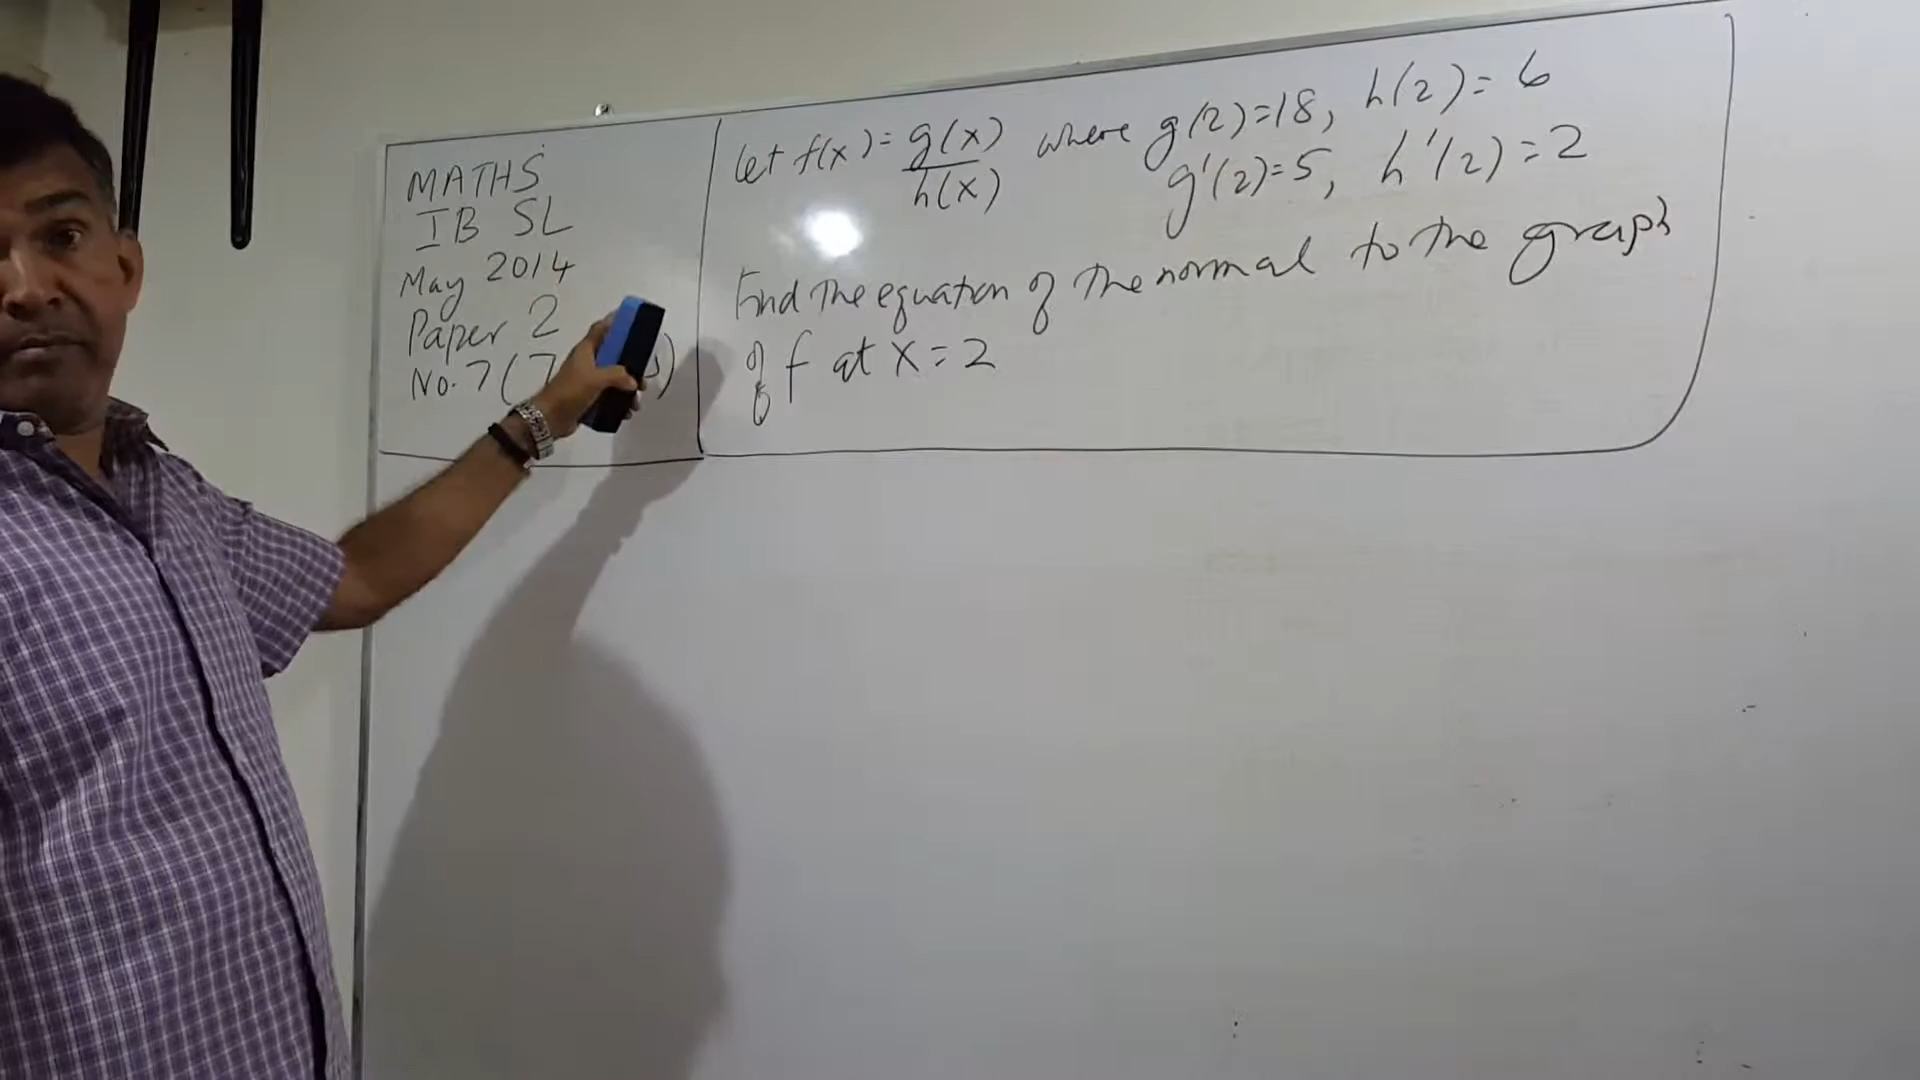 MATHS
IB SL
May 2014
Paper 2
No. 7 (7
let f(x) = g(x)/h(x) where g(2)=18, h(2)=6
g'(2)=5, h'(2)=2
Find the equation of the normal to the graph
of f at x=2